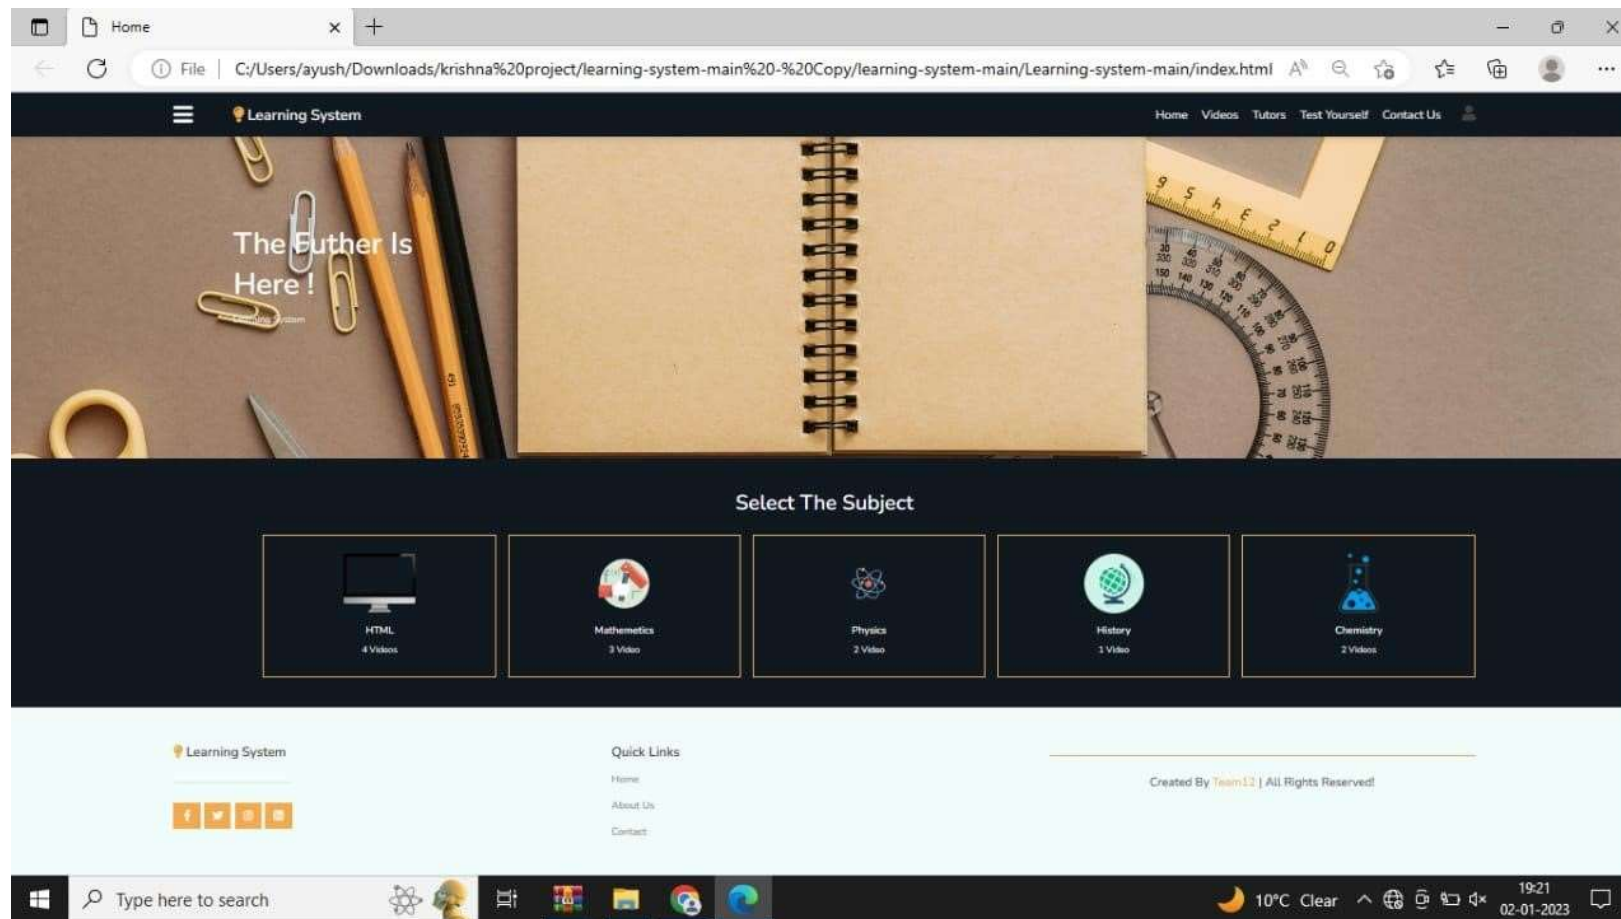 Home
File
C:/Users/ayush/Downloads/krishna%20project/learning-system-main%20-%20Copy/learning-system-main/Learning-system-main/index.html
Learning System
Home Videos Tutors Test Yourself Contact Us
The Futher Is
Here !
Learning System
Select The Subject
HTML
4 Videos
Mathemetics
3 Video
Physics
2 Video
History
1 Video
Chemistry
2 Videos
Learning System
Quick Links
Home
About Us
Contact
Created By Team12 | All Rights Reserved!
Type here to search
10°C Clear
19:21
02-01-2023